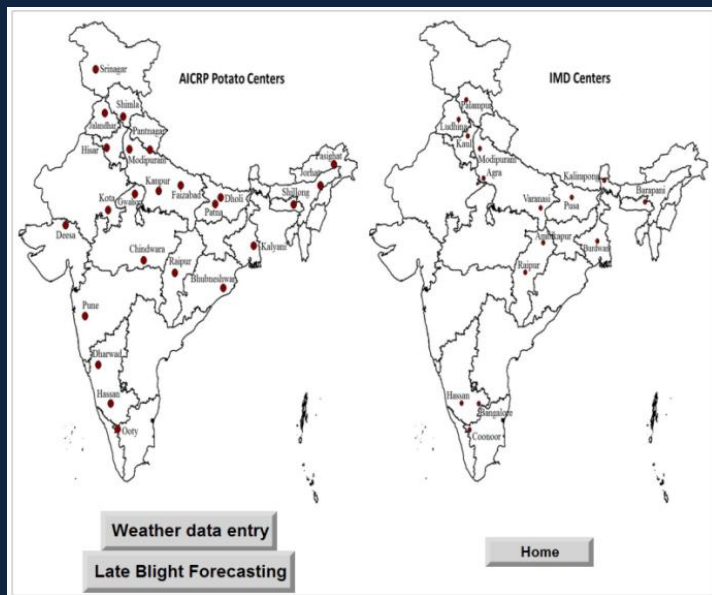 AICRP Potato Centers
Srinagar
Shimla
Jalandhar
Pantnagar
Hisar
Modipuram
Pasighat
Jorhat
Kanpur
Faizabad
Dholi
Shillong
Kota
Gwalior
Patna
Deesa
Chindwara
Kalyani
Raipur
Bhubneshwar
Pune
Dharwad
Hassan
Ooty
Weather data entry
Late Blight Forecasting
IMD Centers
Palampur
Ludhina
Kaul
Modipuram
Agra
Kalimpong
Varanasi
Pusa
Barapani
Ambikapur
Burdwan
Raipur
Hassan
Bangalore
Coonoor
Home